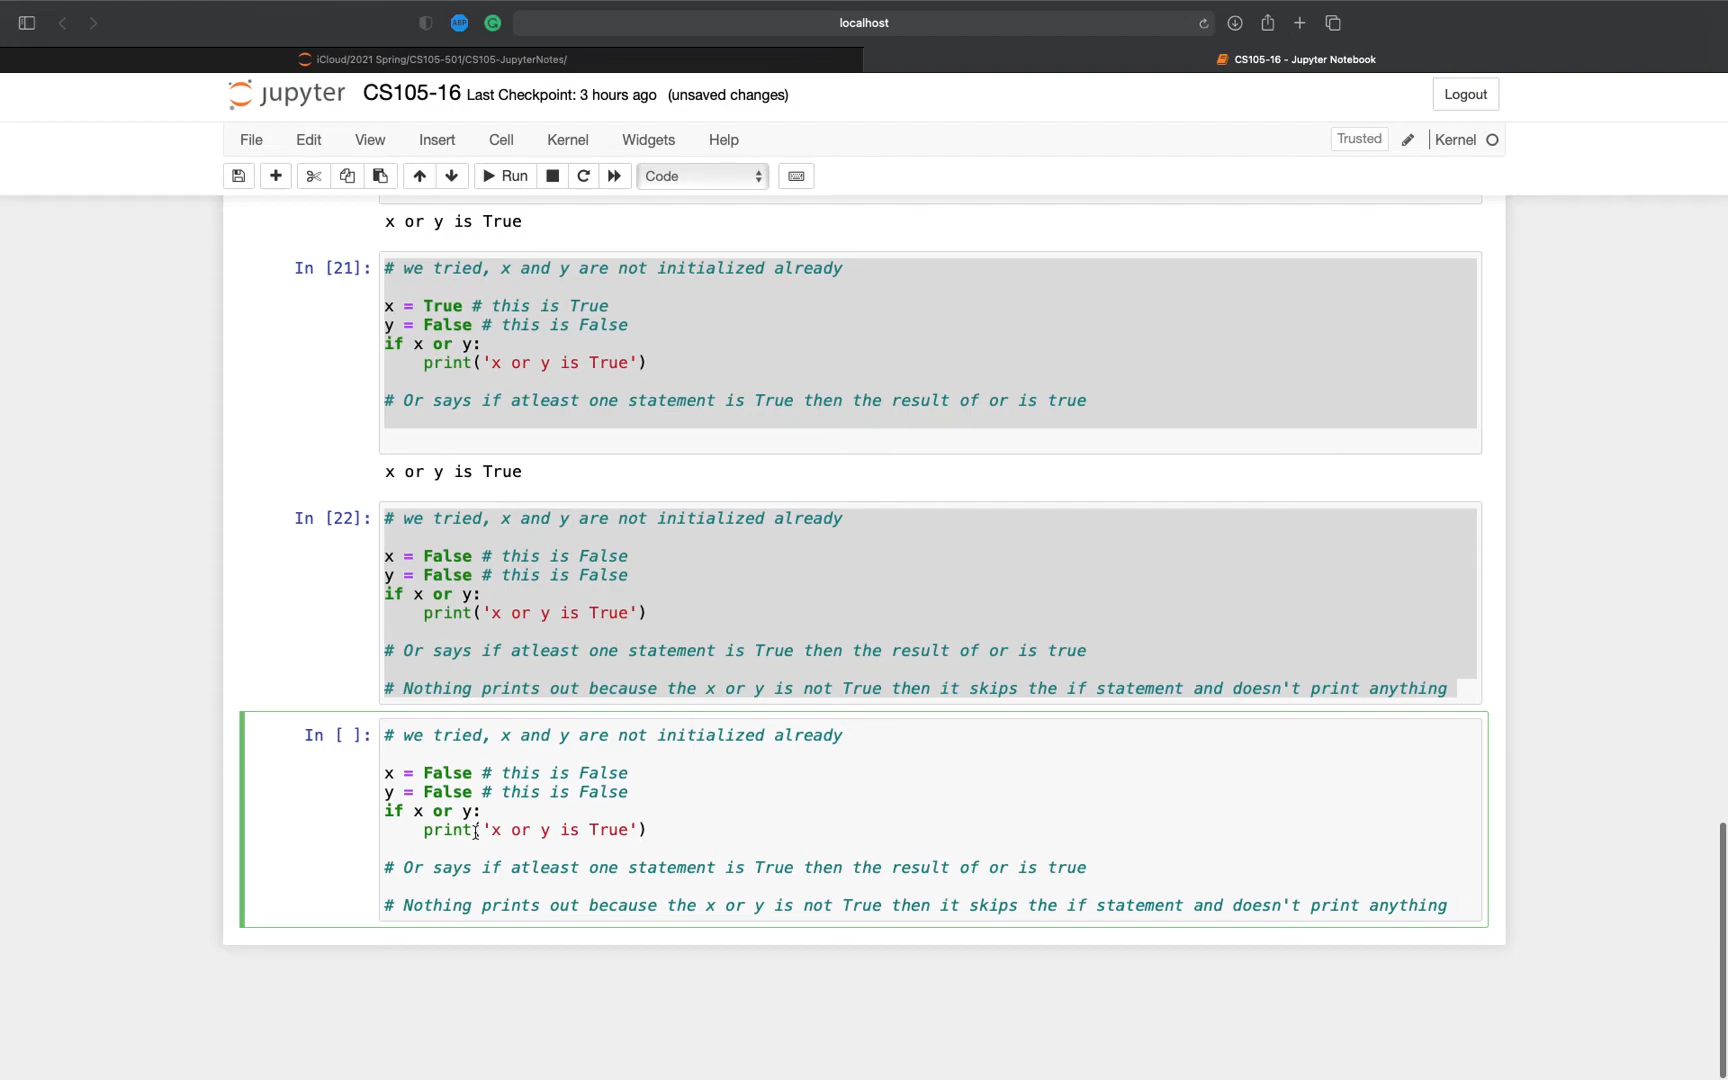 localhost
ABP
iCloud/2021 Spring/CS105-501/CS105-JupyterNotes/
CS105-16 - Jupyter Notebook
jupyter CS105-16 Last Checkpoint: 3 hours ago (unsaved changes)
Logout
File Edit View Insert Cell Kernel Widgets Help
Trusted Kernel
Run Code
x or y is True
In [21]: # we tried, x and y are not initialized already
x = True # this is True
y = False # this is False
if x or y:
print('x or y is True')
# Or says if atleast one statement is True then the result of or is true
x or y is True
In [22]: # we tried, x and y are not initialized already
x = False # this is False
y = False # this is False
if x or y:
print('x or y is True')
# Or says if atleast one statement is True then the result of or is true
# Nothing prints out because the x or y is not True then it skips the if statement and doesn't print anything
In [ ]: # we tried, x and y are not initialized already
x = False # this is False
y = False # this is False
if x or y:
print('x or y is True')
# Or says if atleast one statement is True then the result of or is true
# Nothing prints out because the x or y is not True then it skips the if statement and doesn't print anything